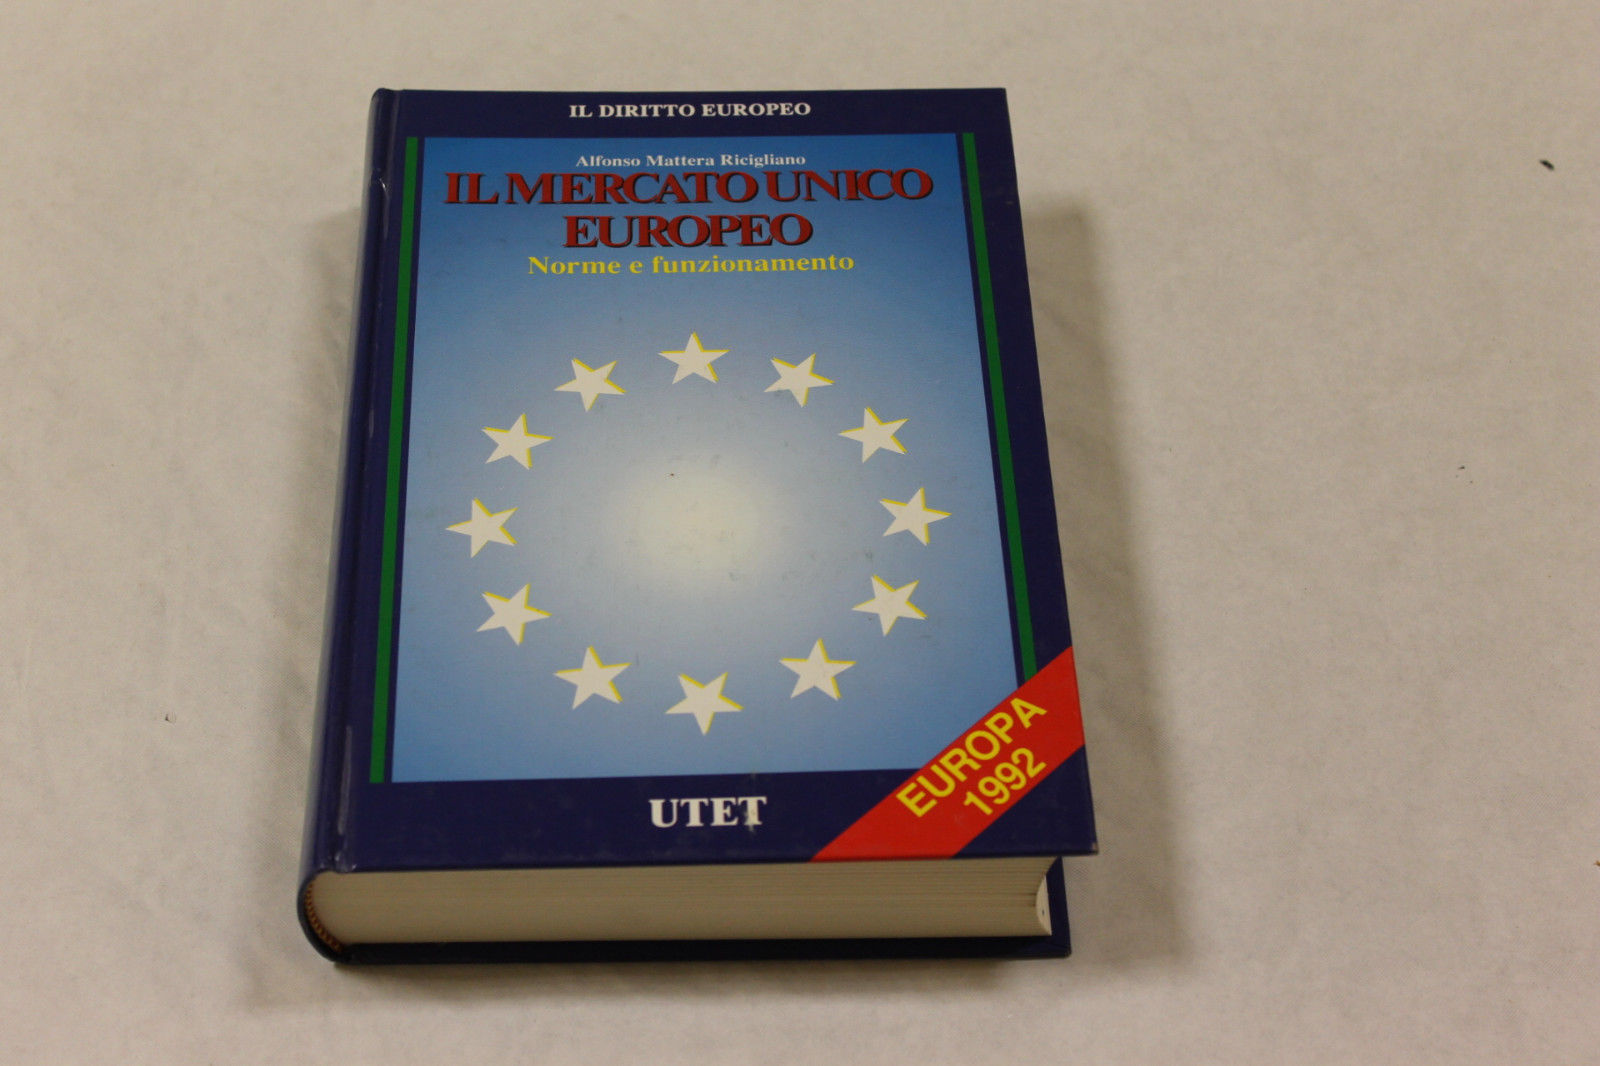 IL DIRITTO EUROPEO
Alfonso Mattera Ricigliano
IL MERCATO UNICO
EUROPEO
Norme e funzionamento
EUROPA
1992
UTET